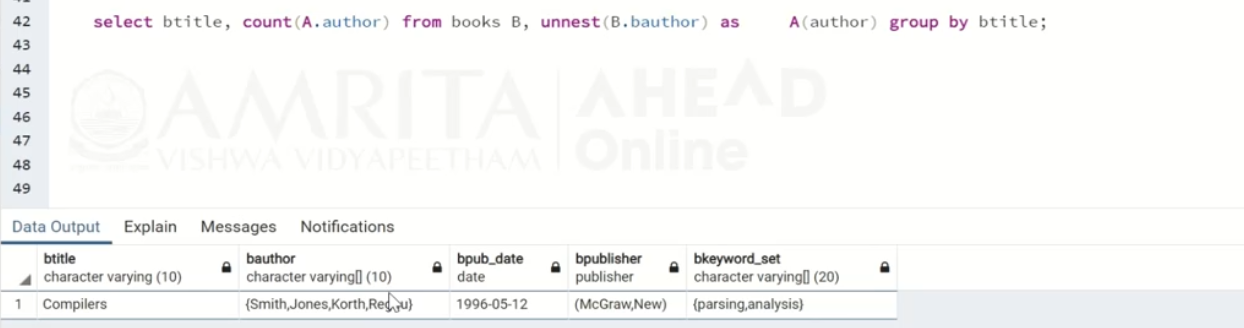 42 select btitle, count(A.author) from books B, unnest(B.bauthor) as A(author) group by btitle;
43
44
45
46
47
48
49
AMRITA AHEAD
VISHWA VIDYAPEETHAM Online
Data Output Explain Messages Notifications
btitle bauthor bpub_date bpublisher bkeyword_set
character varying (10) character varying[] (10) date publisher character varying[] (20)
1 Compilers {Smith,Jones,Korth, 1996-05-12 (McGraw,New) {parsing,analysis}